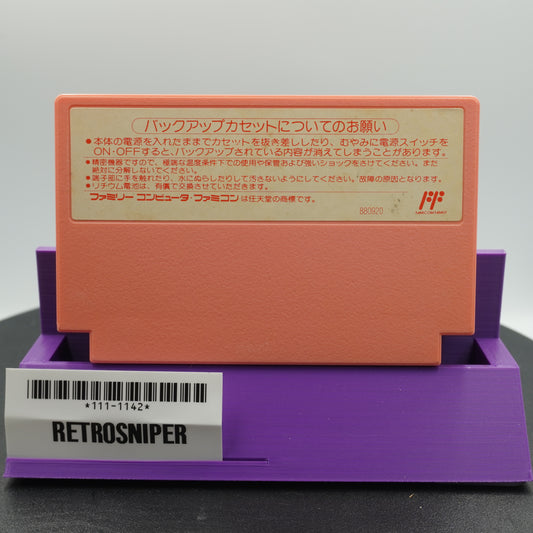 バックアップカセットについてのお願い
●本体の電源を入れたままでカセットを抜き差ししたり、むやみに電源スイッチを
ON・OFFすると、バックアップされている内容が消えてしまうことがあります。
●精密機器ですので、極端な温度条件下での使用や保管および強いショックをさけてください。また
絶対に分解しないでください。
●端子部に手を触れたり、水にぬらしたりして汚さないようにしてください。故障の原因となります。
●リチウム電池は、有償で交換させていただきます。
ファミリーコンピュータ・ファミコンは任天堂の商標です。
880920
FF
*111-1142*
RETROSNIPER